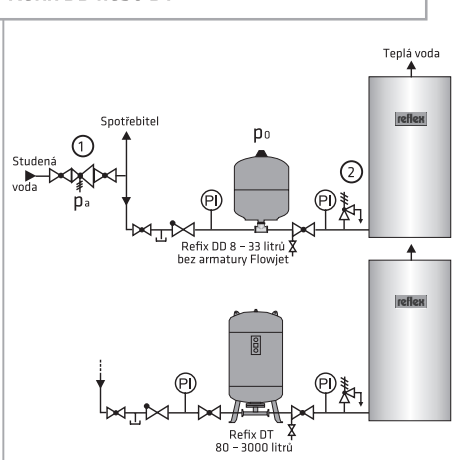 Teplá voda
Spotřebitel
1
p0
reflex
Studená
voda
pa
2
PI
PI
Refix DD 8 – 33 litrů
bez armatury Flowjet
reflex
PI
PI
Refix DT
80 – 3000 litrů